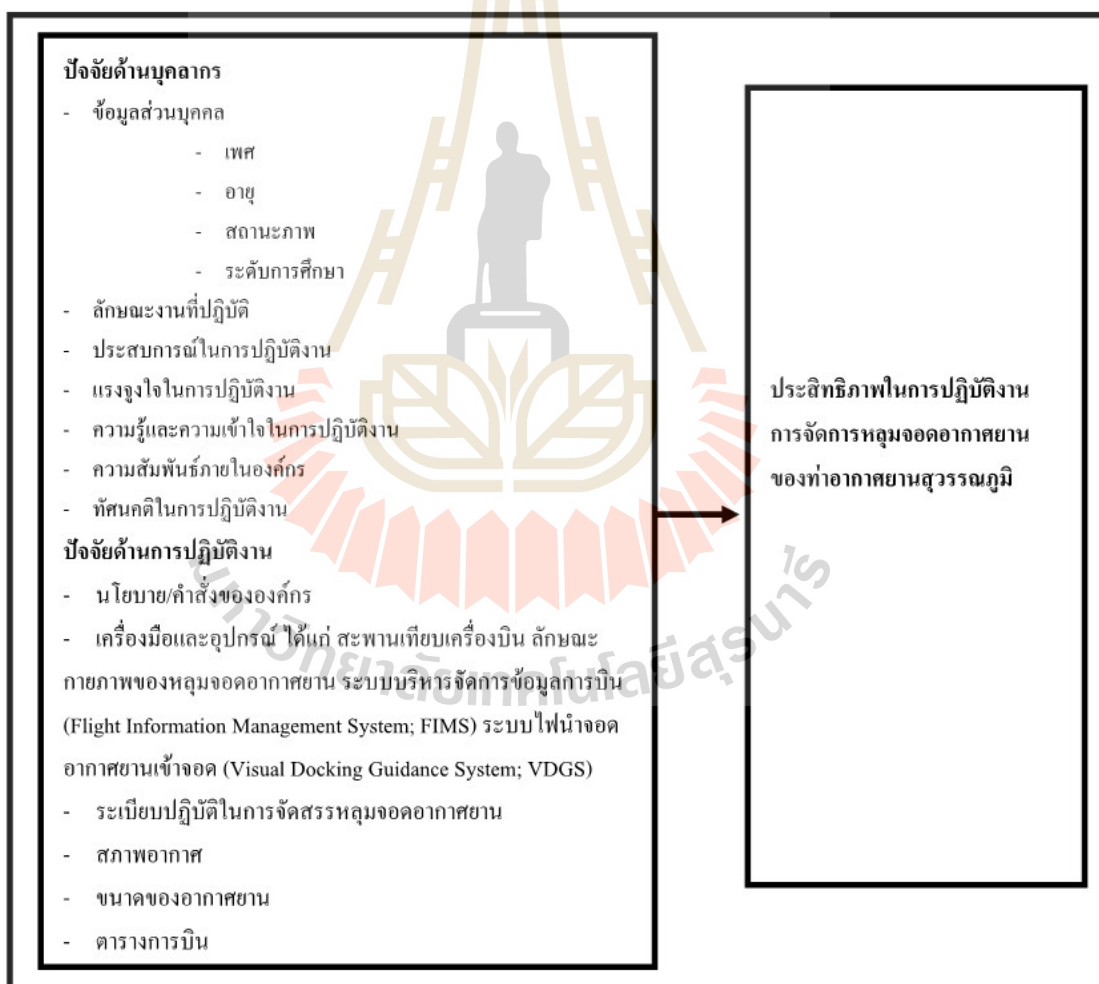 ปัจจัยด้านบุคลากร
- ข้อมูลส่วนบุคคล
- เพศ
- อายุ
- สถานะภาพ
- ระดับการศึกษา
- ลักษณะงานที่ปฏิบัติ
- ประสบการณ์ในการปฏิบัติงาน
- แรงจูงใจในการปฏิบัติงาน
- ความรู้และความเข้าใจในการปฏิบัติงาน
- ความสัมพันธ์ภายในองค์กร
- ทัศนคติในการปฏิบัติงาน
ปัจจัยด้านการปฏิบัติงาน
- นโยบาย/คำสั่งขององค์กร
- เครื่องมือและอุปกรณ์ ได้แก่ สะพานเทียบเครื่องบิน ลักษณะ
กายภาพของหลุมจอดอากาศยาน ระบบบริหารจัดการข้อมูลการบิน
(Flight Information Management System; FIMS) ระบบไฟนำจอด
อากาศยานเข้าจอด (Visual Docking Guidance System; VDGS)
- ระเบียบปฏิบัติในการจัดสรรหลุมจอดอากาศยาน
- สภาพอากาศ
- ขนาดของอากาศยาน
- ตารางการบิน
ประสิทธิภาพในการปฏิบัติงาน
การจัดการหลุมจอดอากาศยาน
ของท่าอากาศยานสุวรรณภูมิ
มหาวิทยาลัยเทคโนโลยีสุรนารี